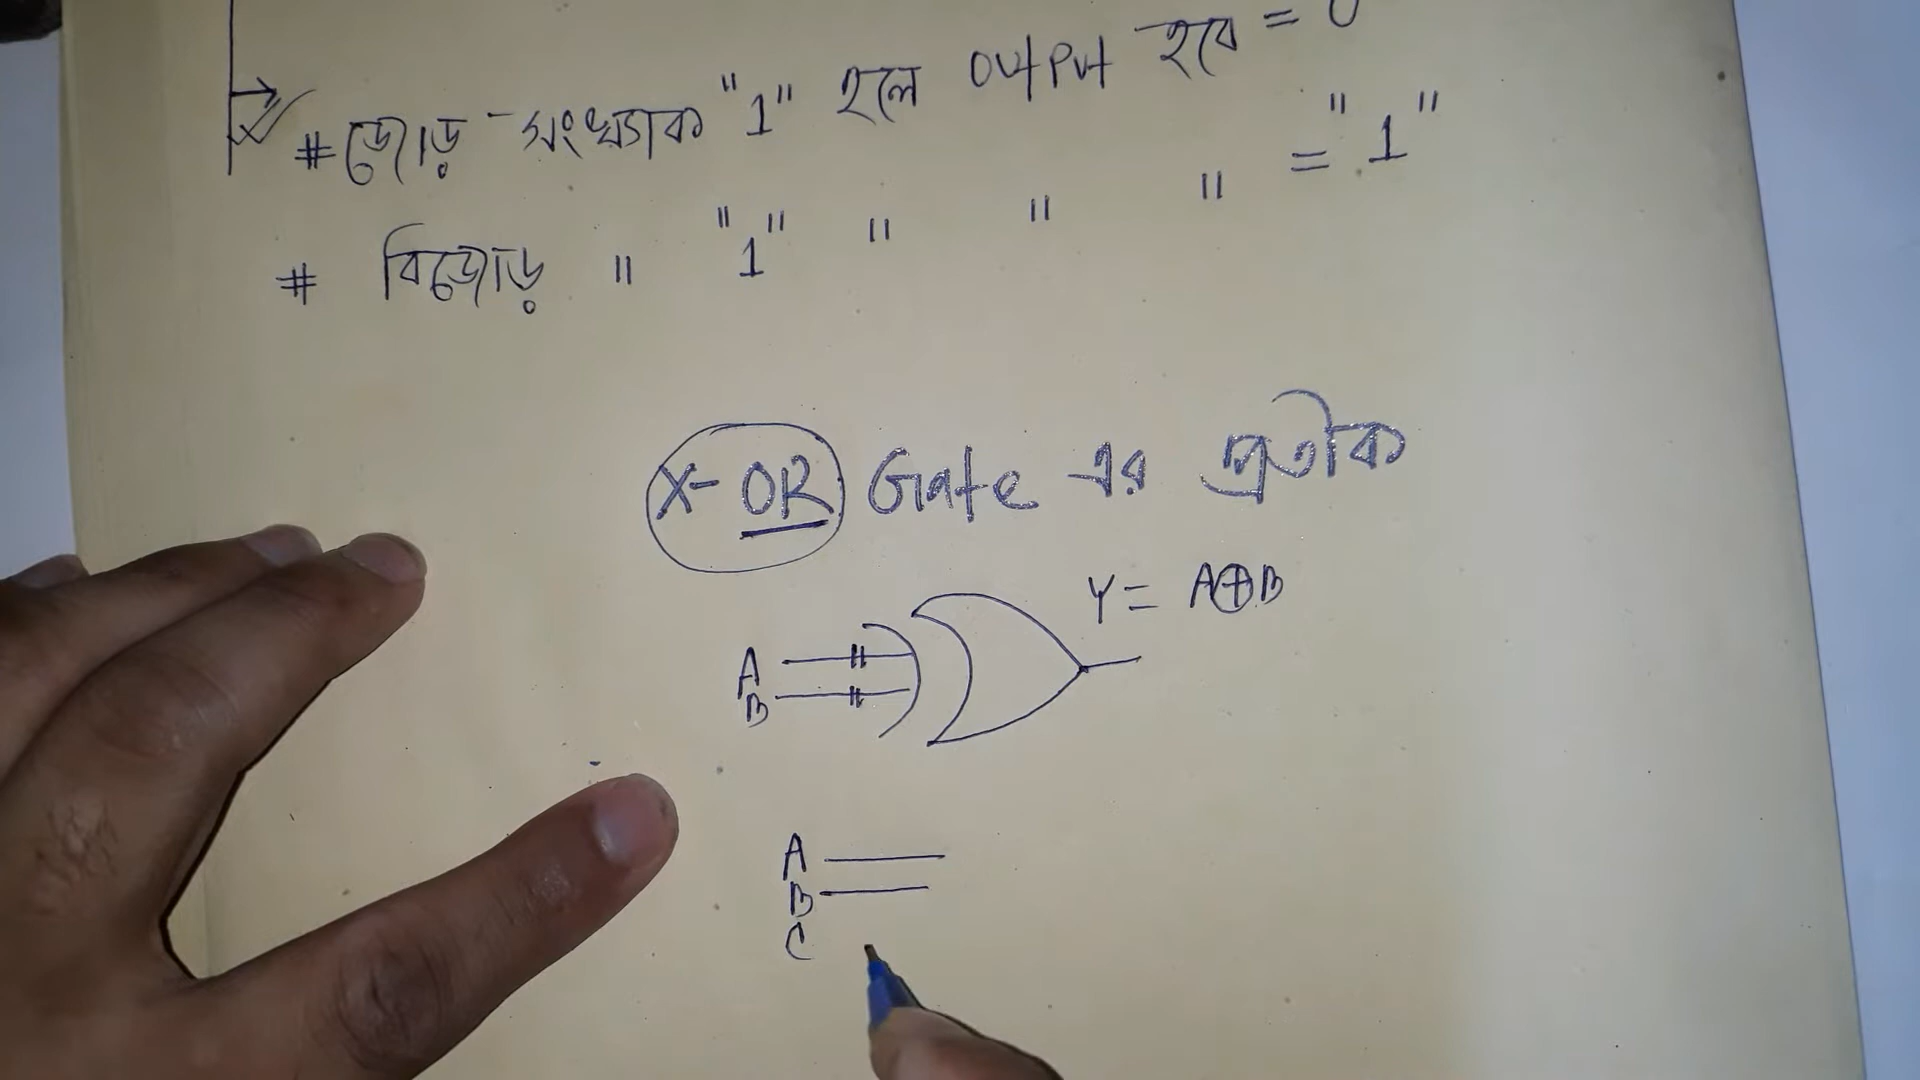 # জোড় - সংখ্যক "1" হলে OUTPUT হবে = 0
# বিজোড় " "1" " " " = "1"
X-OR Gate এর প্রতীক
Y = A⊕B
A
B
A
B
C